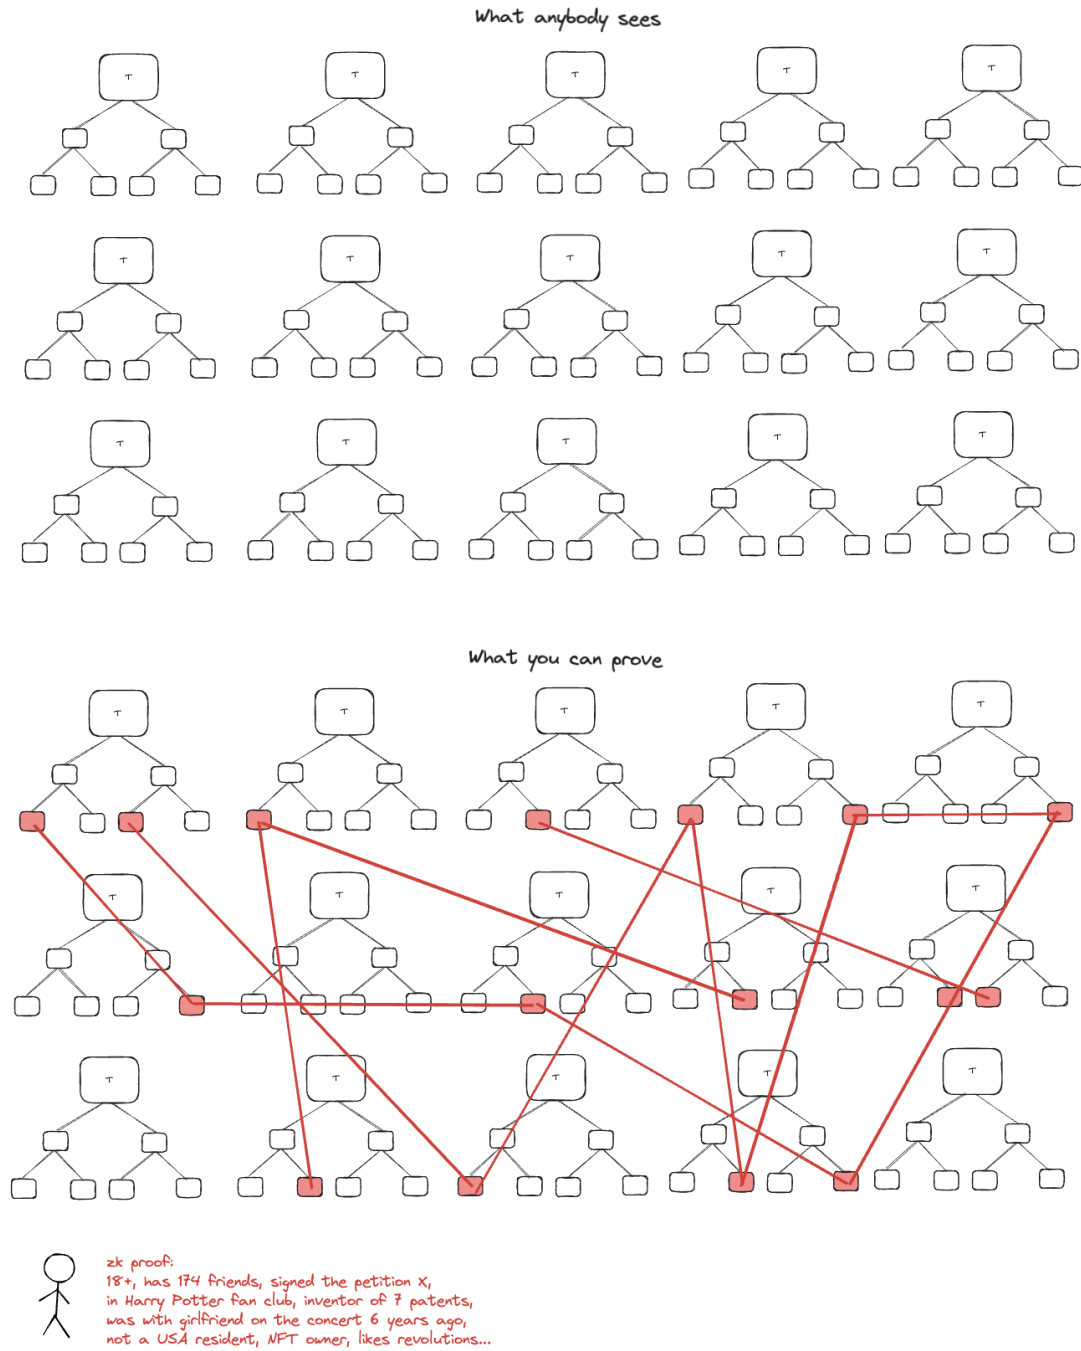 What anybody sees
T T T T T
T T T T T
T T T T T
What you can prove
T T T T T
T T T T T
T T T T T
zk proof:
18+, has 174 friends, signed the petition X,
in Harry Potter fan club, inventor of 7 patents,
was with girlfriend on the concert 6 years ago,
not a USA resident, NFT owner, likes revolutions...